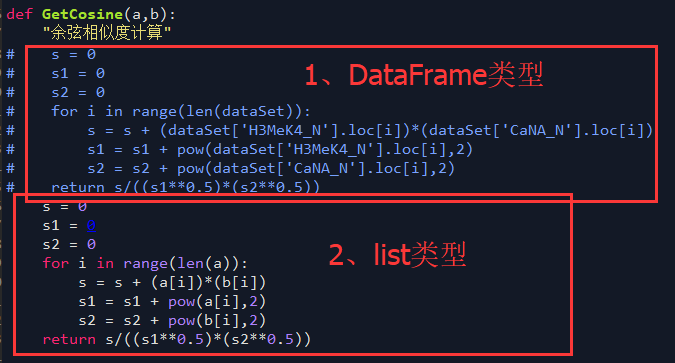 def GetCosine(a,b):
"余弦相似度计算"
# s = 0
# s1 = 0
# s2 = 0
# for i in range(len(dataSet)):
# s = s + (dataSet['H3MeK4_N'].loc[i])*(dataSet['CaNA_N'].loc[i])
# s1 = s1 + pow(dataSet['H3MeK4_N'].loc[i],2)
# s2 = s2 + pow(dataSet['CaNA_N'].loc[i],2)
# return s/((s1**0.5)*(s2**0.5))
1、DataFrame类型
s = 0
s1 = 0
s2 = 0
for i in range(len(a)):
s = s + (a[i])*(b[i])
s1 = s1 + pow(a[i],2)
s2 = s2 + pow(b[i],2)
return s/((s1**0.5)*(s2**0.5))
2、list类型